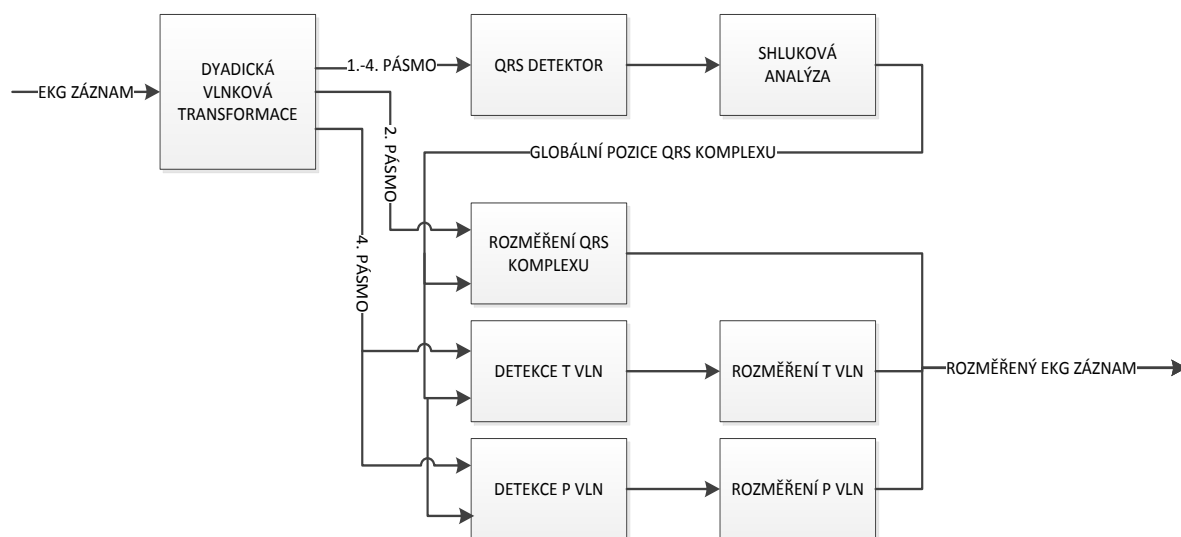 EKG ZÁZNAM
DYADICKÁ
VLNKOVÁ
TRANSFORMACE
1.-4. PÁSMO
QRS DETEKTOR
SHLUKOVÁ
ANALÝZA
2. PÁSMO
GLOBÁLNÍ POZICE QRS KOMPLEXU
4. PÁSMO
ROZMĚŘENÍ QRS
KOMPLEXU
DETEKCE T VLN
ROZMĚŘENÍ T VLN
ROZMĚŘENÝ EKG ZÁZNAM
DETEKCE P VLN
ROZMĚŘENÍ P VLN